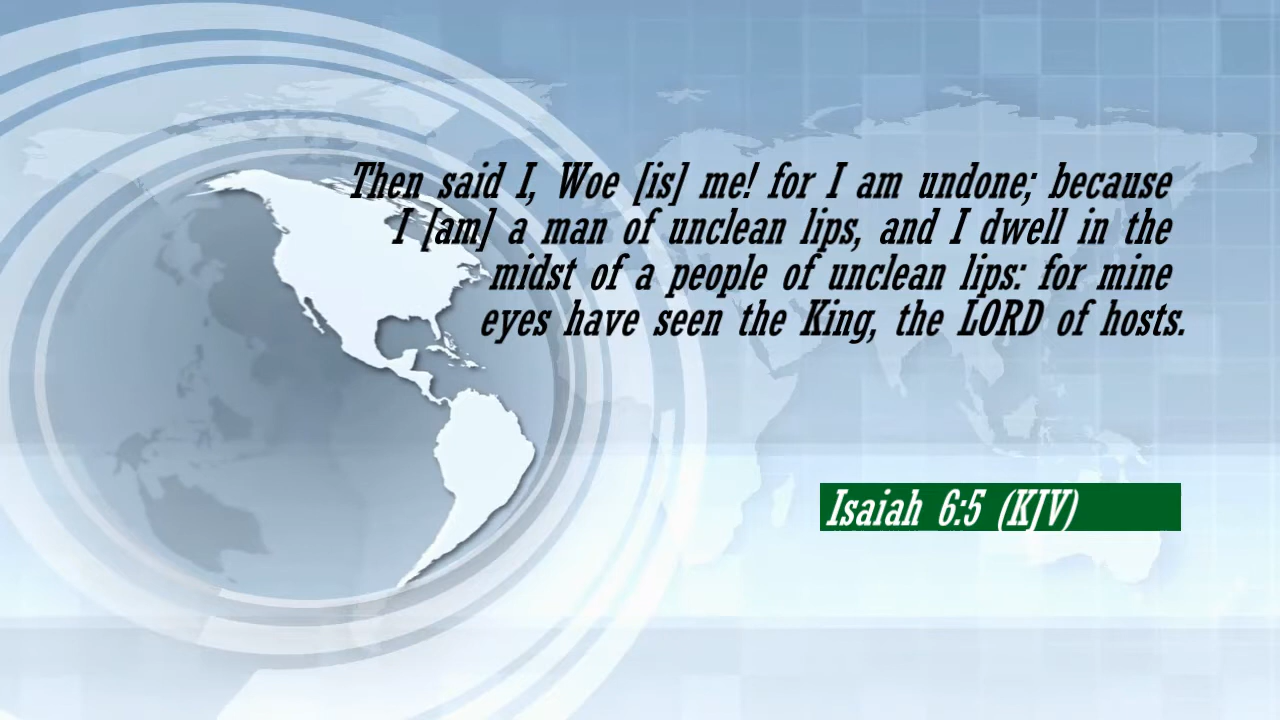 Then said I, Woe [is] me! for I am undone; because
I [am] a man of unclean lips, and I dwell in the
midst of a people of unclean lips: for mine
eyes have seen the King, the LORD of hosts.
Isaiah 6:5 (KJV)